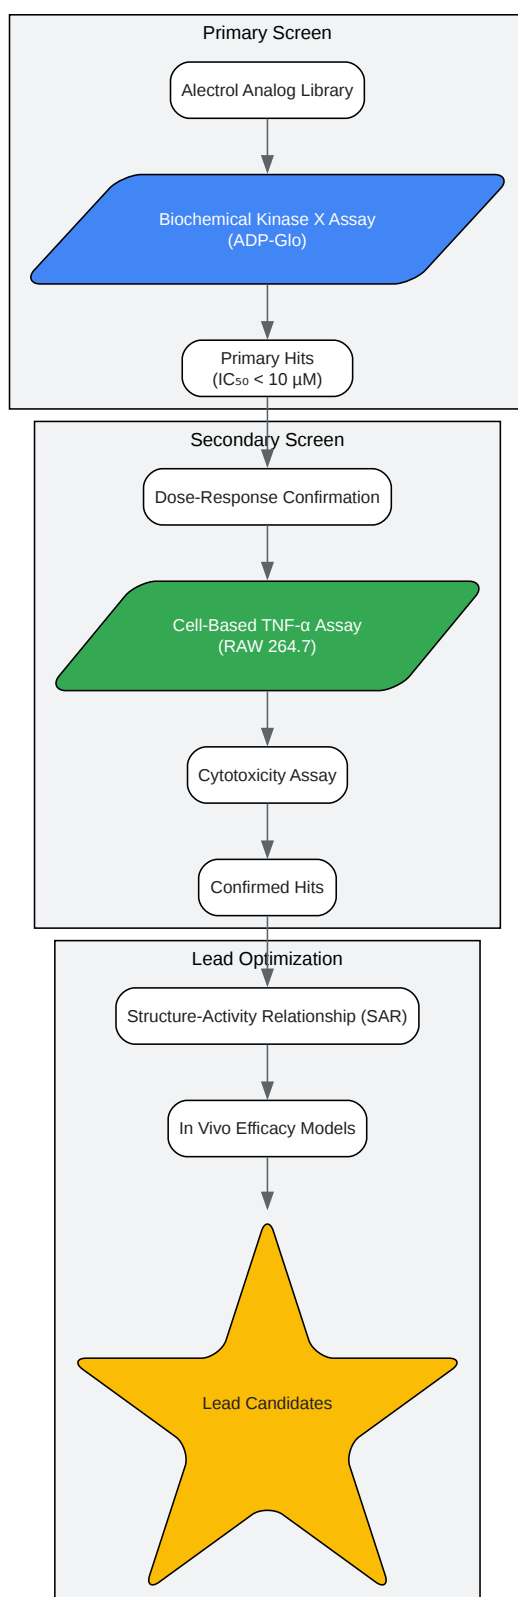 Primary Screen
Alectrol Analog Library
Biochemical Kinase X Assay
(ADP-Glo)
Primary Hits
(IC₅₀ < 10 µM)
Secondary Screen
Dose-Response Confirmation
Cell-Based TNF-α Assay
(RAW 264.7)
Cytotoxicity Assay
Confirmed Hits
Lead Optimization
Structure-Activity Relationship (SAR)
In Vivo Efficacy Models
Lead Candidates